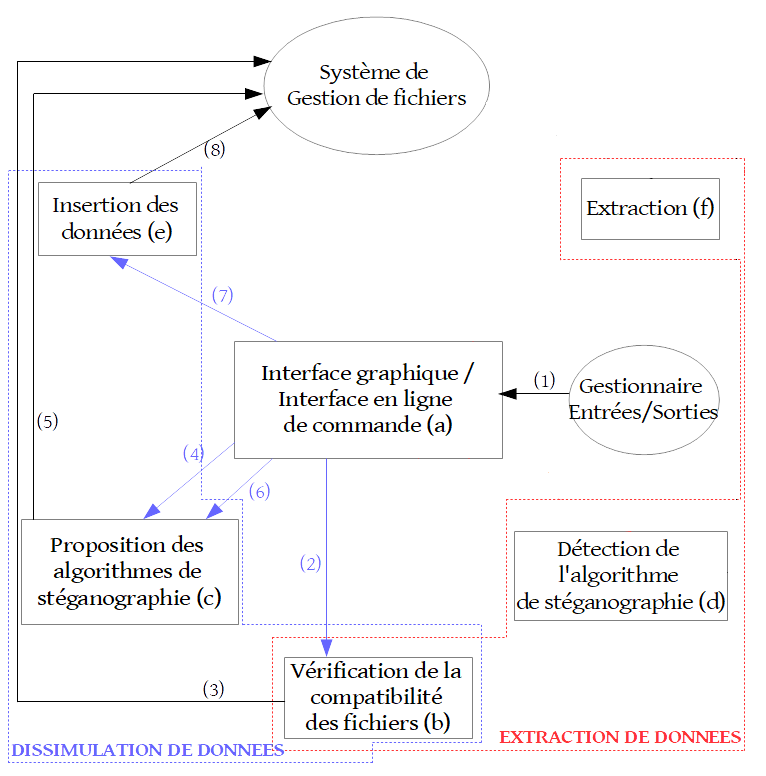 Système de
Gestion de fichiers
(8)
Insertion des
données (e)
Extraction (f)
(7)
Interface graphique /
Interface en ligne
de commande (a)
(1)
Gestionnaire
Entrées/Sorties
(5)
(4)
(6)
Proposition des
algorithmes de
stéganographie (c)
(2)
Détection de
l'algorithme
de stéganographie (d)
Vérification de la
compatibilité
des fichiers (b)
(3)
DISSIMULATION DE DONNEES
EXTRACTION DE DONNEES